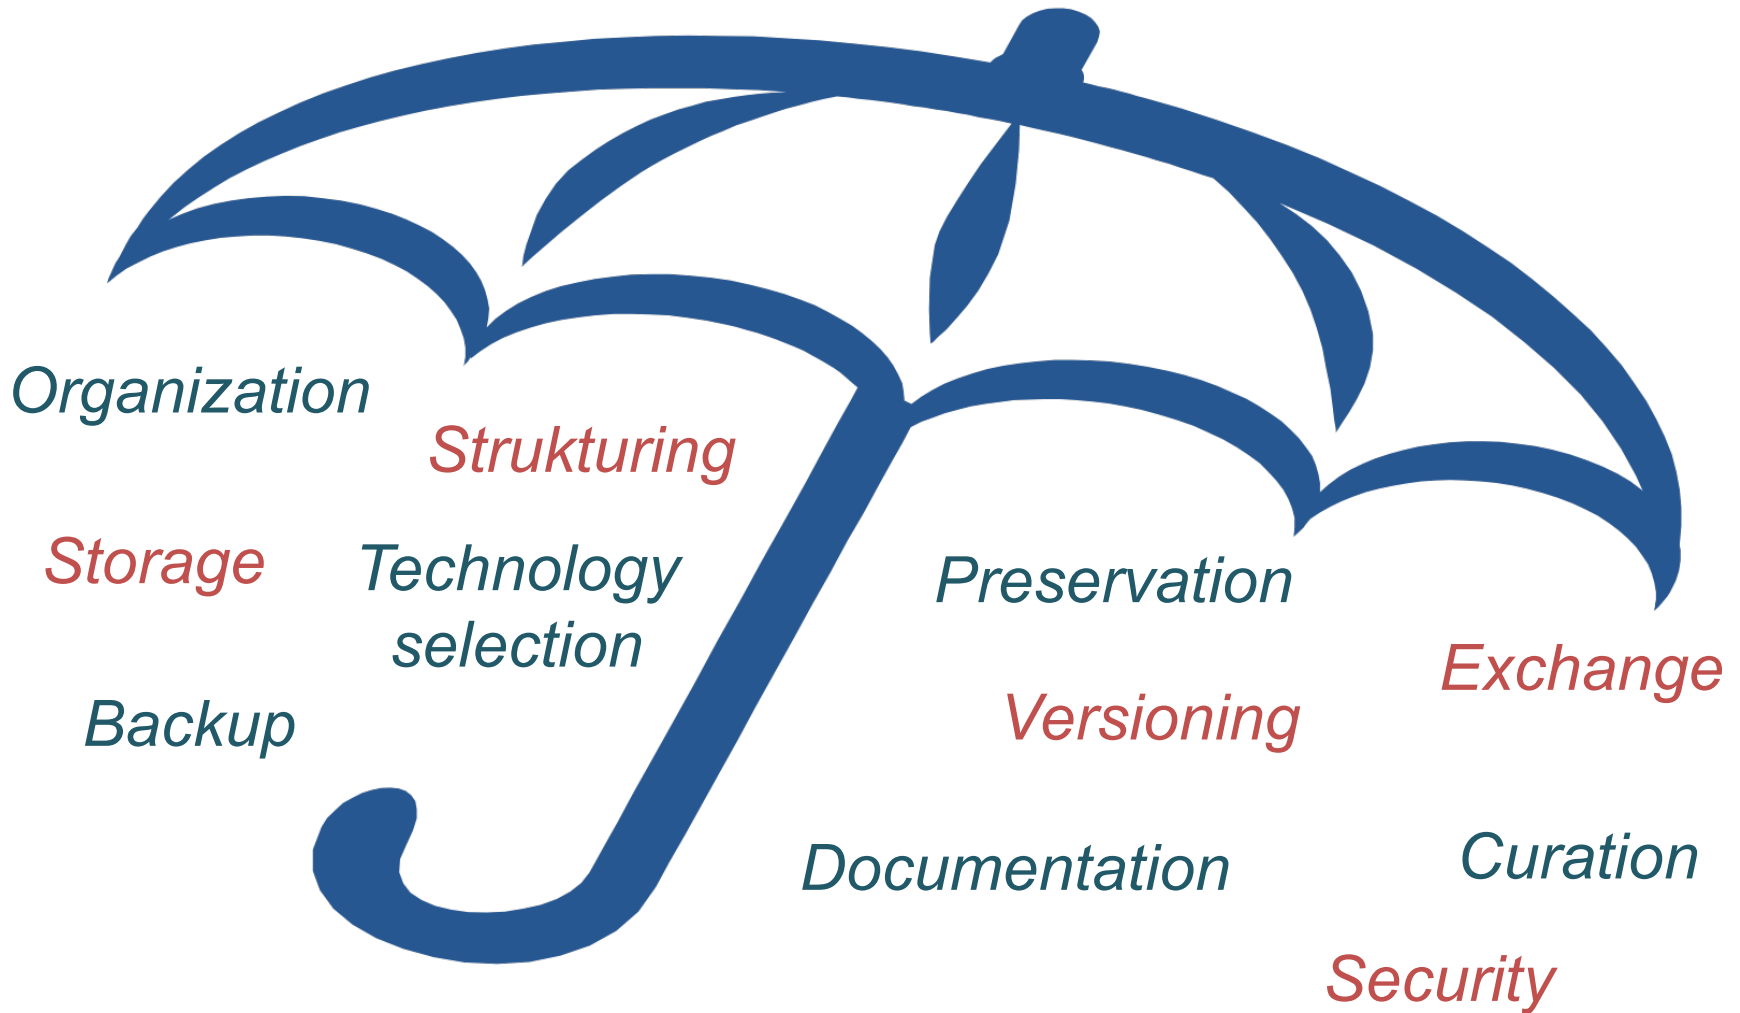 Organization
Strukturing
Storage
Technology
selection
Backup
Preservation
Exchange
Versioning
Documentation
Curation
Security